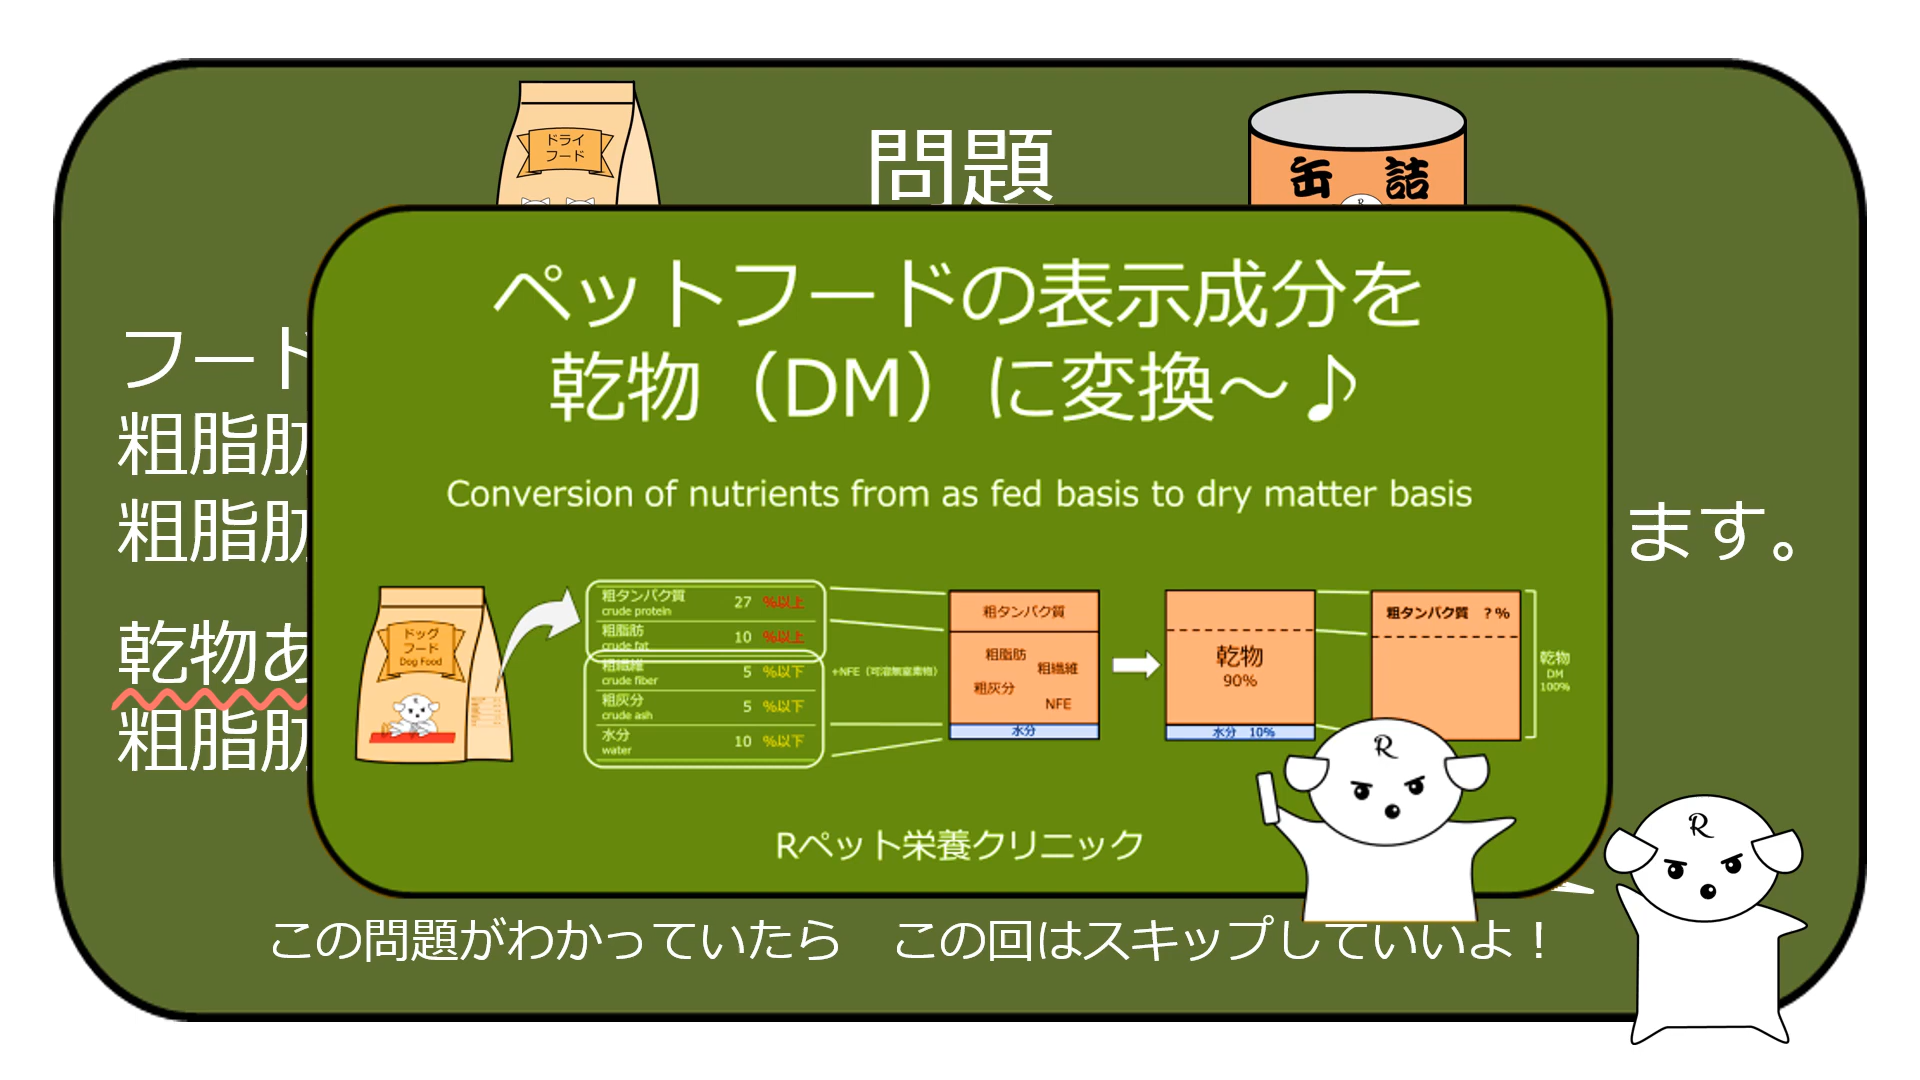 ドライ
フード
問題
缶 詰
R
フード
粗脂肪
粗脂肪
ます。
乾物あ
粗脂肪
ペットフードの表示成分を
乾物（DM）に変換～♪
Conversion of nutrients from as fed basis to dry matter basis
ドッグ
フード
Dog Food
粗タンパク質 27 %以上
crude protein
粗脂肪 10 %以上
crude fat
粗繊維 5 %以下
crude fiber
粗灰分 5 %以下
crude ash
水分 10 %以下
water
+NFE（可溶無窒素物）
粗タンパク質
粗脂肪
粗繊維
粗灰分
NFE
水分
乾物
90%
水分 10%
粗タンパク質 ？%
乾物
DM
100%
R
Rペット栄養クリニック
R
この問題がわかっていたら　この回はスキップしていいよ！